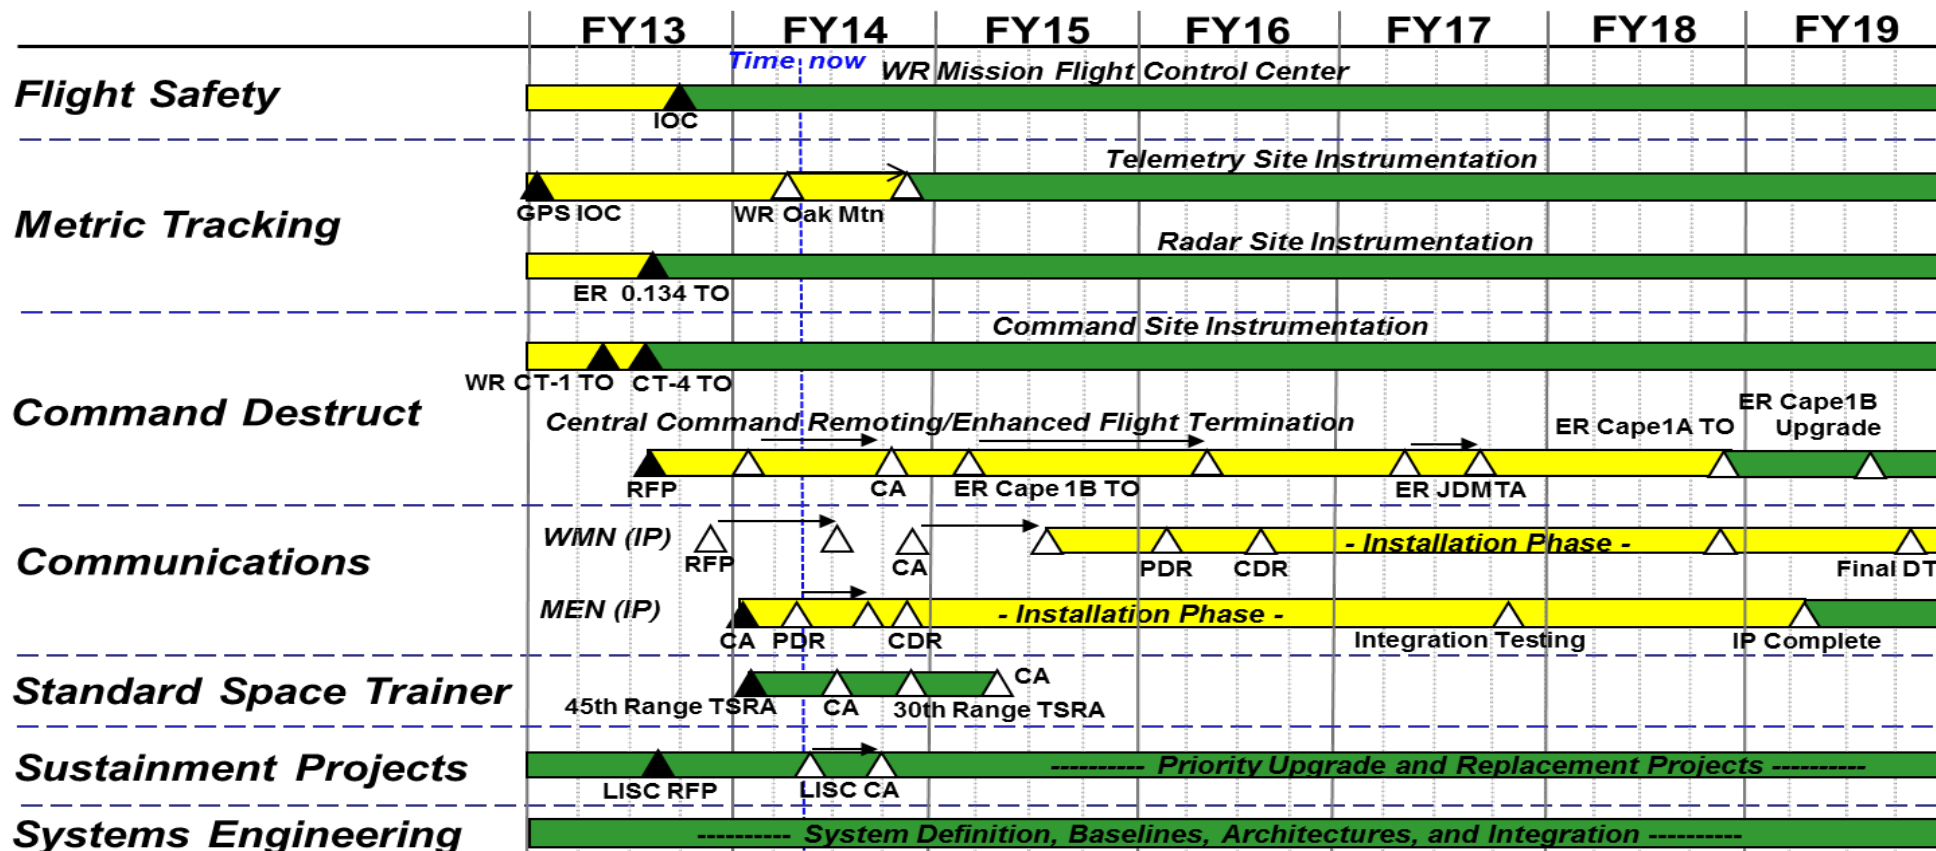 FY13 FY14 FY15 FY16 FY17 FY18 FY19
Time now
WR Mission Flight Control Center
Flight Safety
IOC
Telemetry Site Instrumentation
GPS IOC WR Oak Mtn
Metric Tracking
Radar Site Instrumentation
ER 0.134 TO
Command Site Instrumentation
WR CT-1 TO CT-4 TO
Command Destruct
Central Command Remoting/Enhanced Flight Termination
ER Cape1A TO
ER Cape1B
Upgrade
RFP CA ER Cape 1B TO ER JDMTA
Communications
WMN (IP) - Installation Phase -
RFP CA PDR CDR Final DT
MEN (IP) - Installation Phase -
CA PDR CDR Integration Testing IP Complete
Standard Space Trainer
CA
45th Range TSRA CA 30th Range TSRA
Sustainment Projects
---------- Priority Upgrade and Replacement Projects ----------
LISC RFP LISC CA
Systems Engineering
---------- System Definition, Baselines, Architectures, and Integration ----------